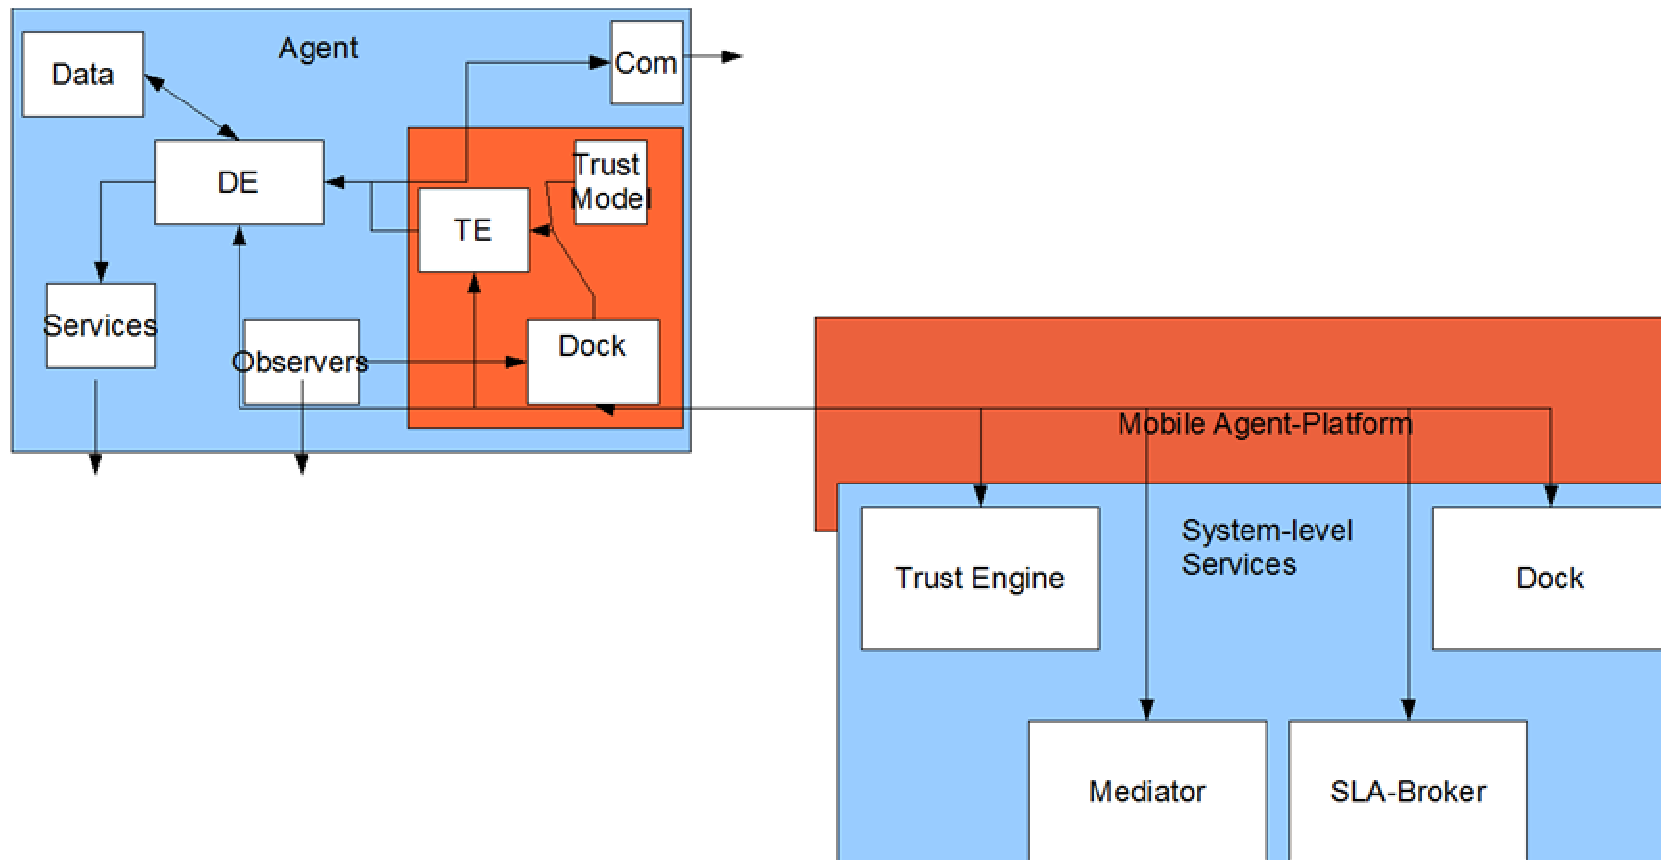 Agent
Data
Com
DE
Trust
Model
TE
Services
Observers
Dock
Mobile Agent-Platform
System-level
Services
Trust Engine
Dock
Mediator
SLA-Broker